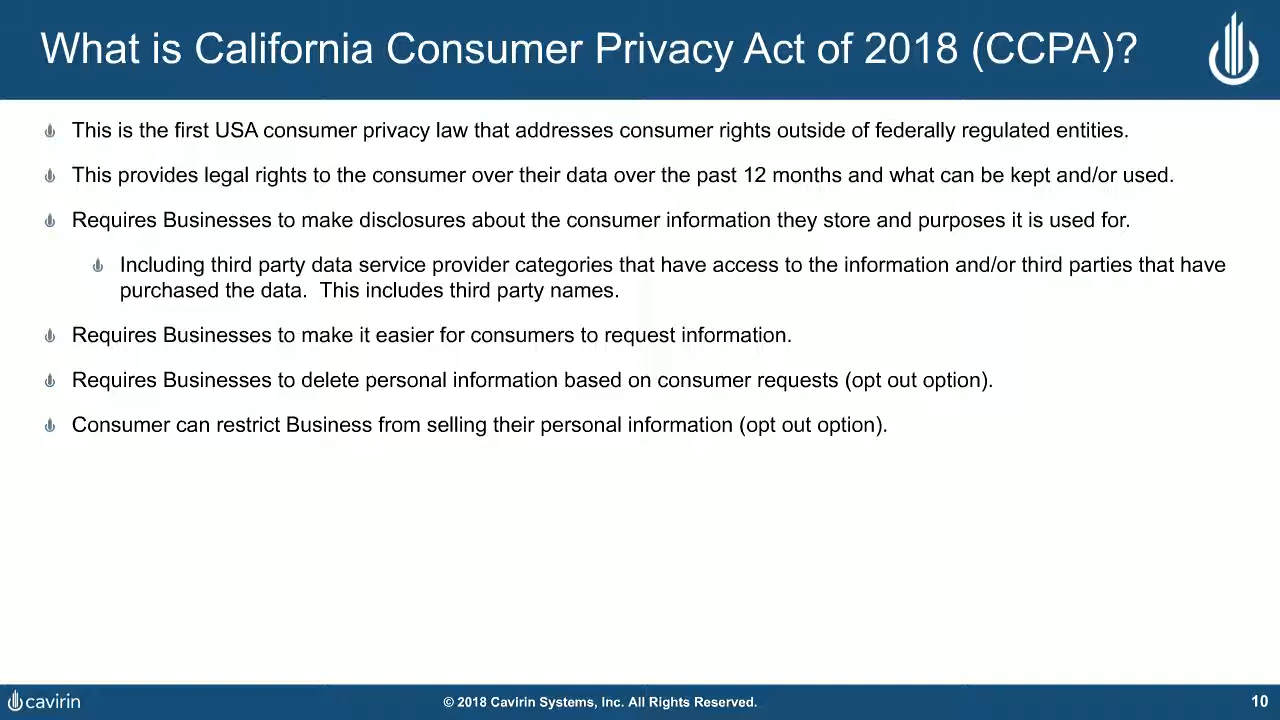 What is California Consumer Privacy Act of 2018 (CCPA)?
This is the first USA consumer privacy law that addresses consumer rights outside of federally regulated entities.
This provides legal rights to the consumer over their data over the past 12 months and what can be kept and/or used.
Requires Businesses to make disclosures about the consumer information they store and purposes it is used for.
Including third party data service provider categories that have access to the information and/or third parties that have
purchased the data.  This includes third party names.
Requires Businesses to make it easier for consumers to request information.
Requires Businesses to delete personal information based on consumer requests (opt out option).
Consumer can restrict Business from selling their personal information (opt out option).
cavirin
© 2018 Cavirin Systems, Inc. All Rights Reserved.
10